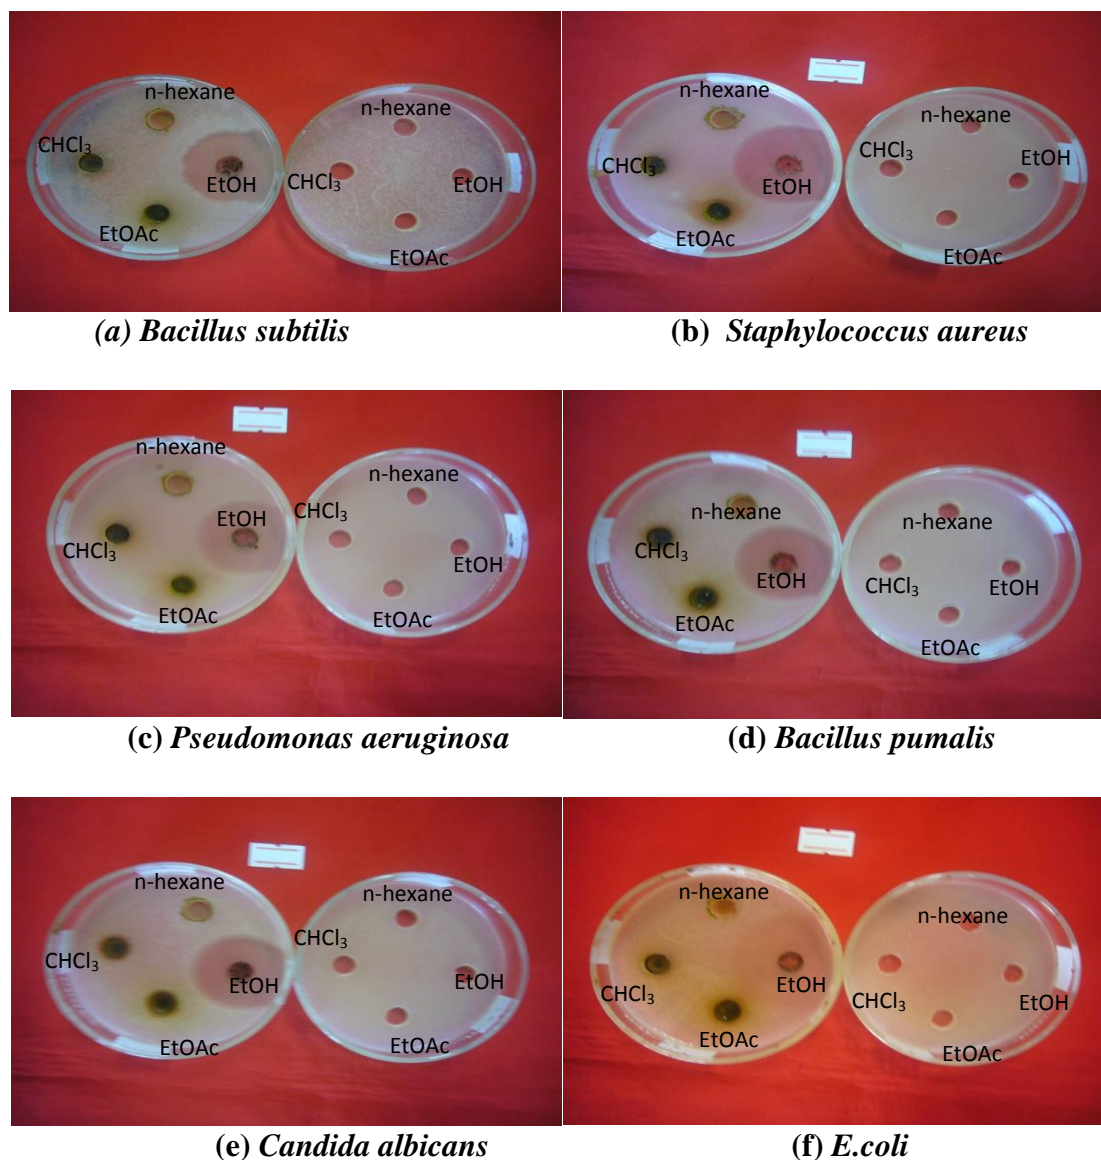 n-hexane
CHCl₃
EtOH
EtOAc
n-hexane
CHCl₃
EtOH
EtOAc
(a) Bacillus subtilis
n-hexane
CHCl₃
EtOH
EtOAc
n-hexane
CHCl₃
EtOH
EtOAc
(b) Staphylococcus aureus
n-hexane
EtOH
CHCl₃
EtOAc
n-hexane
CHCl₃
EtOH
EtOAc
(c) Pseudomonas aeruginosa
n-hexane
CHCl₃
EtOH
EtOAc
n-hexane
CHCl₃
EtOH
EtOAc
(d) Bacillus pumalis
n-hexane
CHCl₃
EtOH
EtOAc
n-hexane
CHCl₃
EtOH
EtOAc
(e) Candida albicans
n-hexane
CHCl₃
EtOH
EtOAc
n-hexane
CHCl₃
EtOH
EtOAc
(f) E.coli